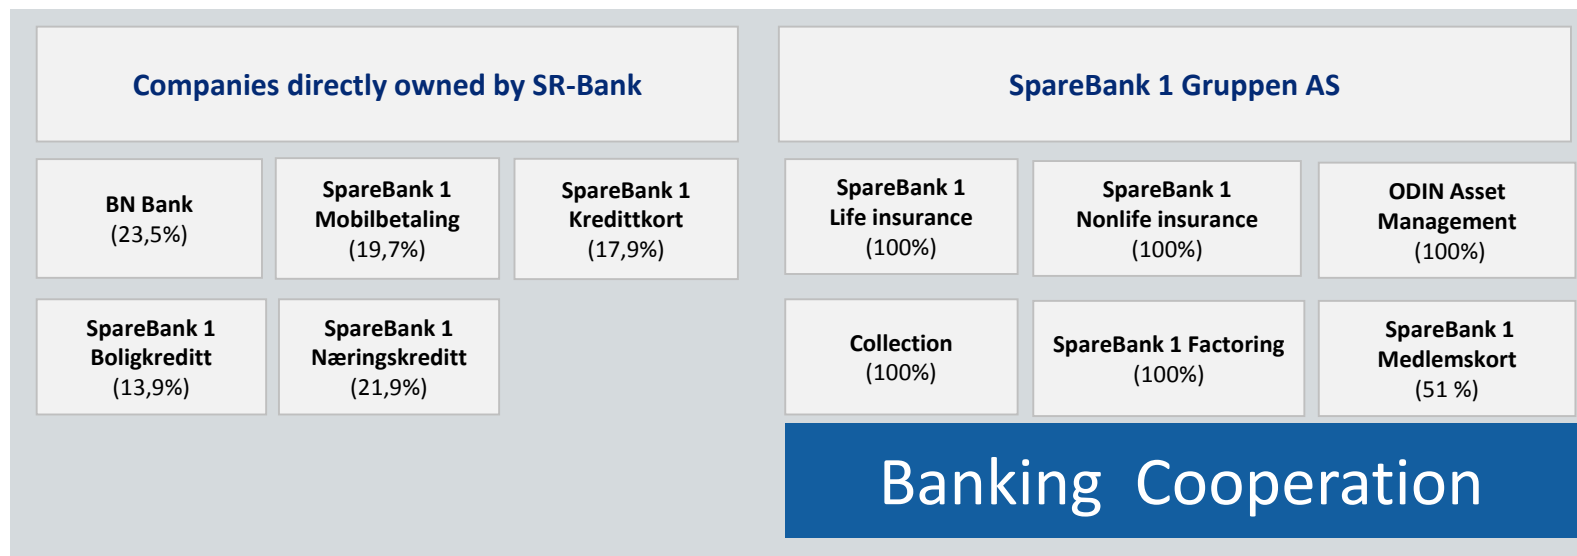 Companies directly owned by SR-Bank
SpareBank 1 Gruppen AS
BN Bank
(23,5%)
SpareBank 1
Mobilbetaling
(19,7%)
SpareBank 1
Kredittkort
(17,9%)
SpareBank 1
Life insurance
(100%)
SpareBank 1
Nonlife insurance
(100%)
ODIN Asset
Management
(100%)
SpareBank 1
Boligkreditt
(13,9%)
SpareBank 1
Næringskreditt
(21,9%)
Collection
(100%)
SpareBank 1 Factoring
(100%)
SpareBank 1
Medlemskort
(51 %)
Banking Cooperation